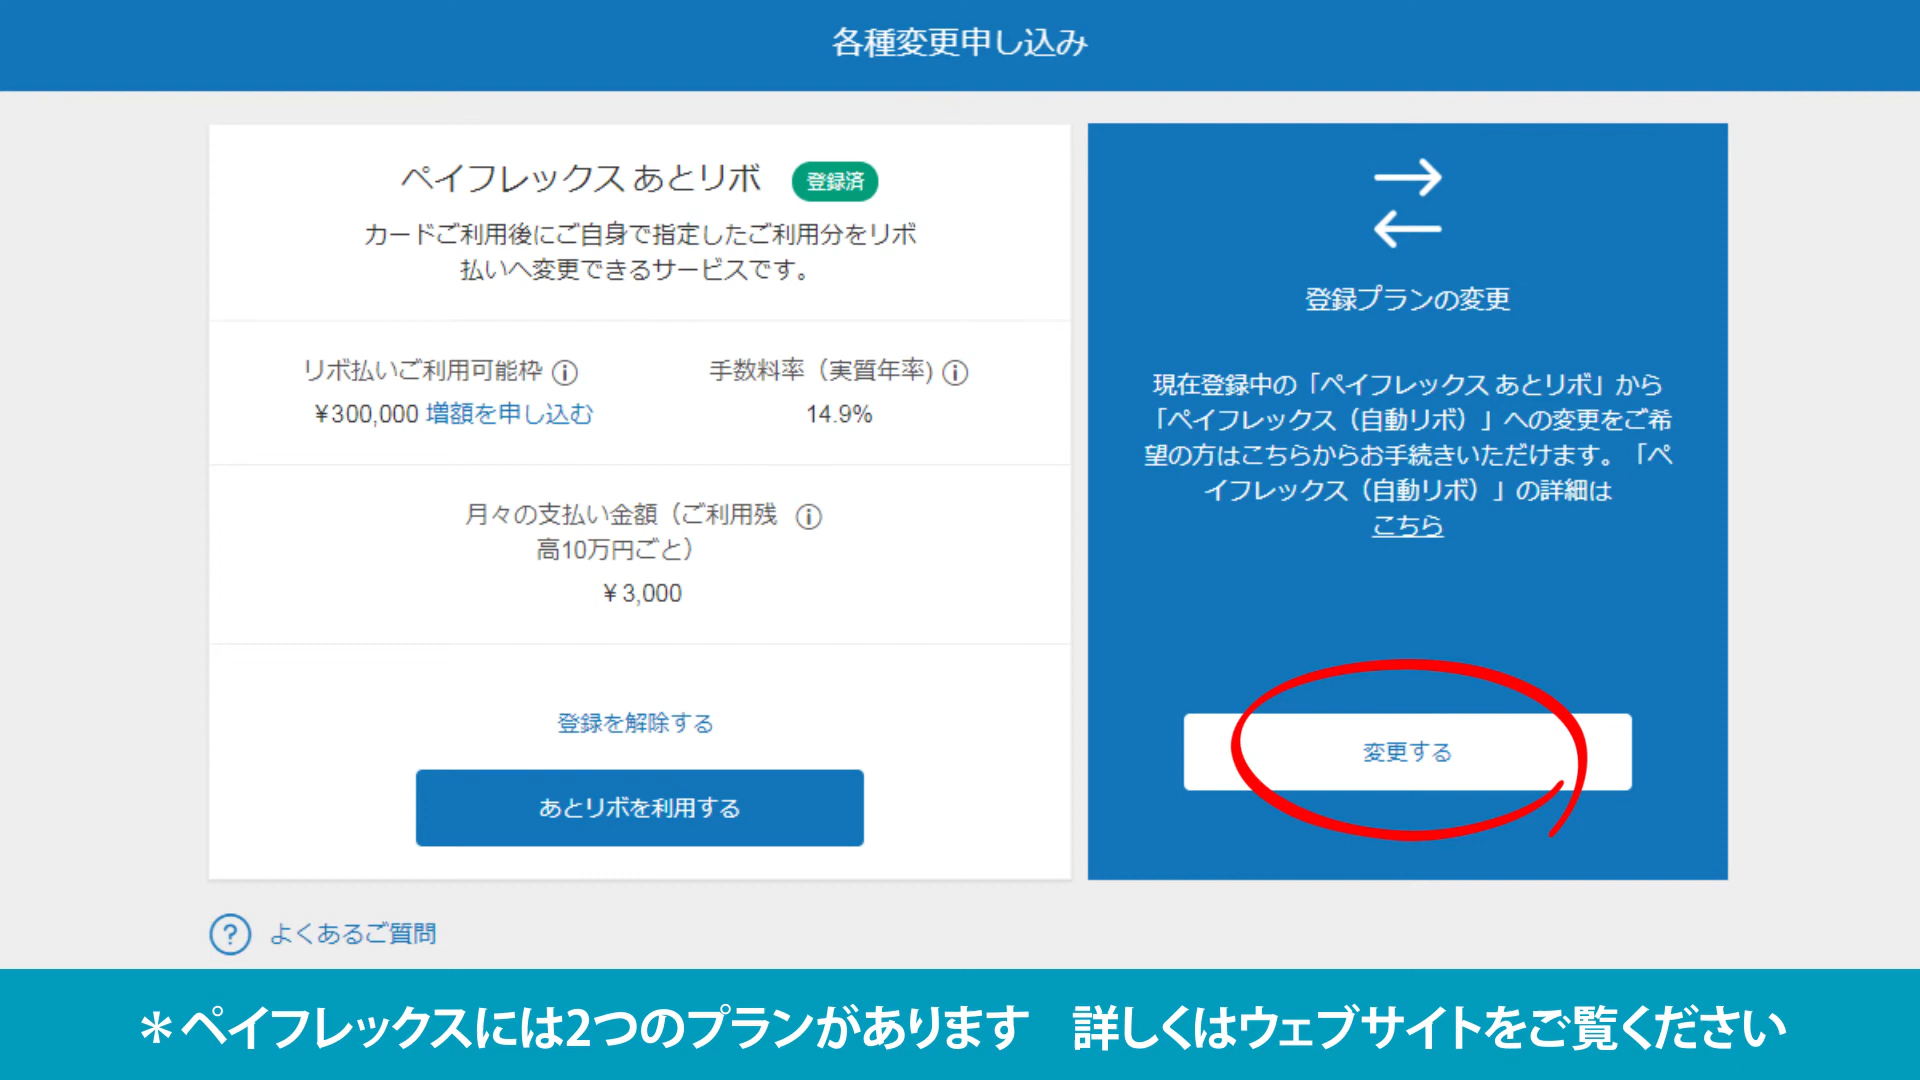 各種変更申し込み
ペイフレックス あとリボ 登録済
カードご利用後にご自身で指定したご利用分をリボ
払いへ変更できるサービスです。
リボ払いご利用可能枠
¥300,000 増額を申し込む
手数料率（実質年率)
14.9%
月々の支払い金額（ご利用残
高10万円ごと）
¥3,000
登録を解除する
あとリボを利用する
登録プランの変更
現在登録中の「ペイフレックス あとリボ」から
「ペイフレックス（自動リボ）」への変更をご希
望の方はこちらからお手続きいただけます。「ペ
イフレックス（自動リボ）」の詳細は
こちら
変更する
? よくあるご質問
＊ペイフレックスには2つのプランがあります　詳しくはウェブサイトをご覧ください